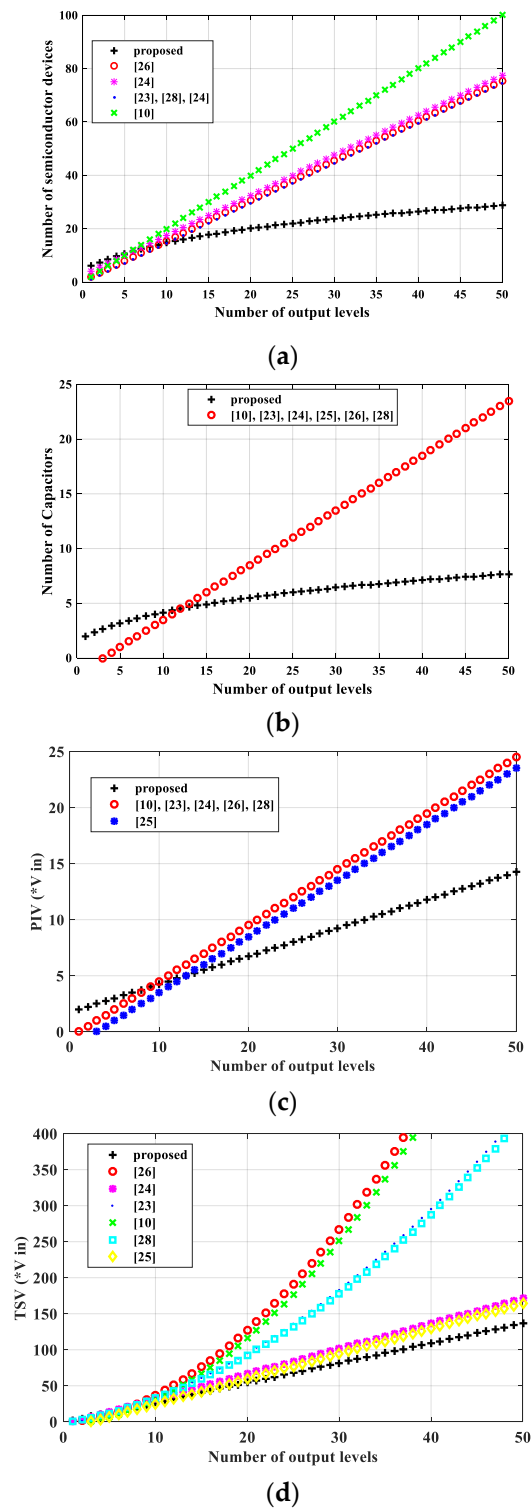 100
80
60
40
20
0
Number of semiconductor devices
proposed
[26]
[24]
[23], [28], [24]
[10]
0 5 10 15 20 25 30 35 40 45 50
Number of output levels
(a)
25
20
15
10
5
0
Number of Capacitors
proposed
[10], [23], [24], [25], [26], [28]
0 5 10 15 20 25 30 35 40 45 50
Number of output levels
(b)
25
20
15
10
5
0
PIV (*V in)
proposed
[10], [23], [24], [26], [28]
[25]
0 10 20 30 40 50
Number of output levels
(c)
400
350
300
250
200
150
100
50
0
TSV (*V in)
proposed
[26]
[24]
[23]
[10]
[28]
[25]
0 10 20 30 40 50
Number of output levels
(d)